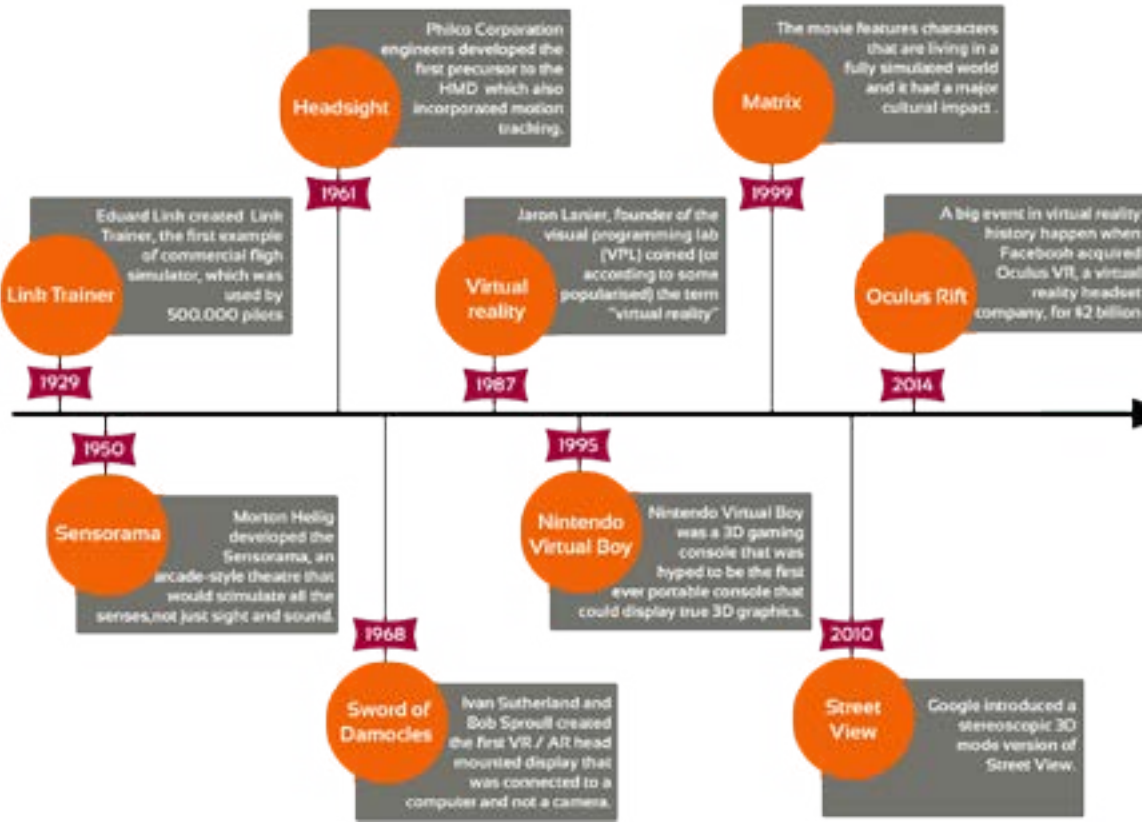 Headsight
Philco Corporation
engineers developed the
first precursor to the
HMD which also
incorporated motion
tracking.
1961
Matrix
The movie features characters
that are living in a
fully simulated world
and it had a major
cultural impact .
1999
Link Trainer
Eduard Link created Link
Trainer, the first example
of commercial fligh
simulator, which was
used by
500.000 pilots
1929
Virtual
reality
Jaron Lanier, founder of the
visual programming lab
(VPL) coined (or
according to some
popularised) the term
"virtual reality"
1987
Oculus Rift
A big event in virtual reality
history happen when
Facebook acquired
Oculus VR, a virtual
reality headset
company, for $2 billion
2014
1950
Sensorama
Morton Heilig
developed the
Sensorama, an
arcade-style theatre that
would stimulate all the
senses,not just sight and sound.
1995
Nintendo
Virtual Boy
Nintendo Virtual Boy
was a 3D gaming
console that was
hyped to be the first
ever portable console that
could display true 3D graphics.
1968
Sword of
Damocles
Ivan Sutherland and
Bob Sproull created
the first VR / AR head
mounted display that
was connected to a
computer and not a camera.
2010
Street
View
Google introduced a
stereoscopic 3D
mode version of
Street View.